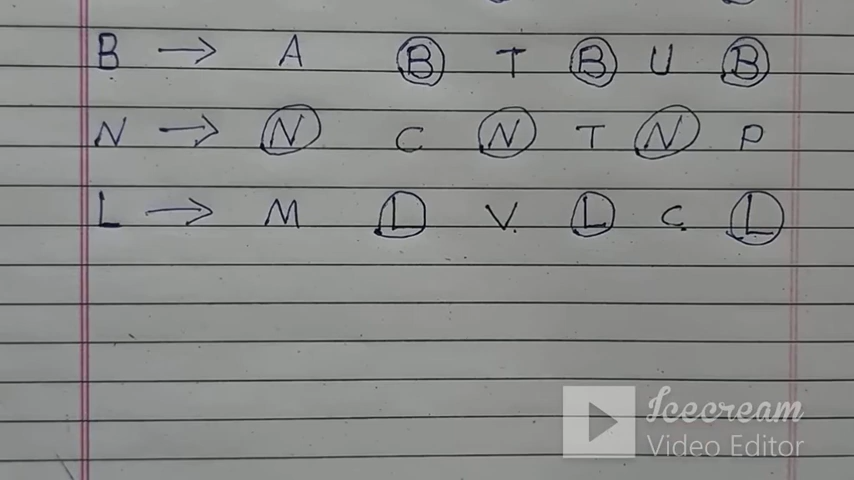 B → A B T B U B
N → N C N T N P
L → M L V L C L
Icecream
Video Editor